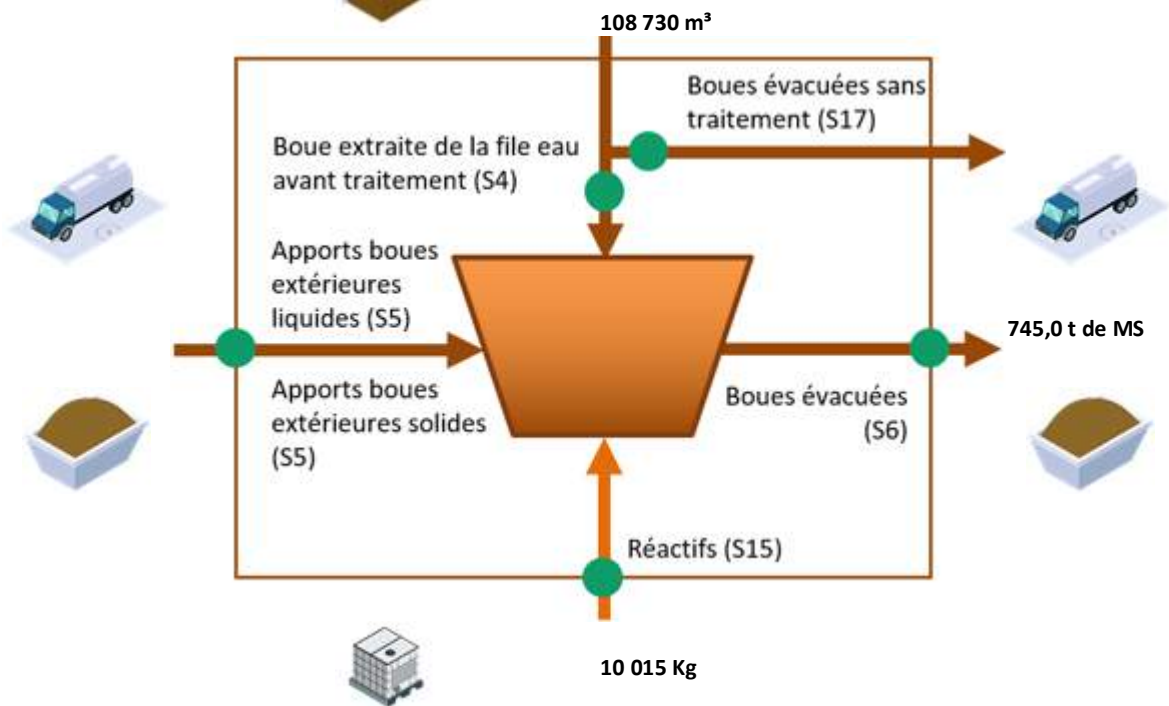 108 730 m³
Boues évacuées sans
traitement (S17)
Boue extraite de la file eau
avant traitement (S4)
Apports boues
extérieures
liquides (S5)
745,0 t de MS
Apports boues
extérieures solides
(S5)
Boues évacuées
(S6)
Réactifs (S15)
10 015 Kg